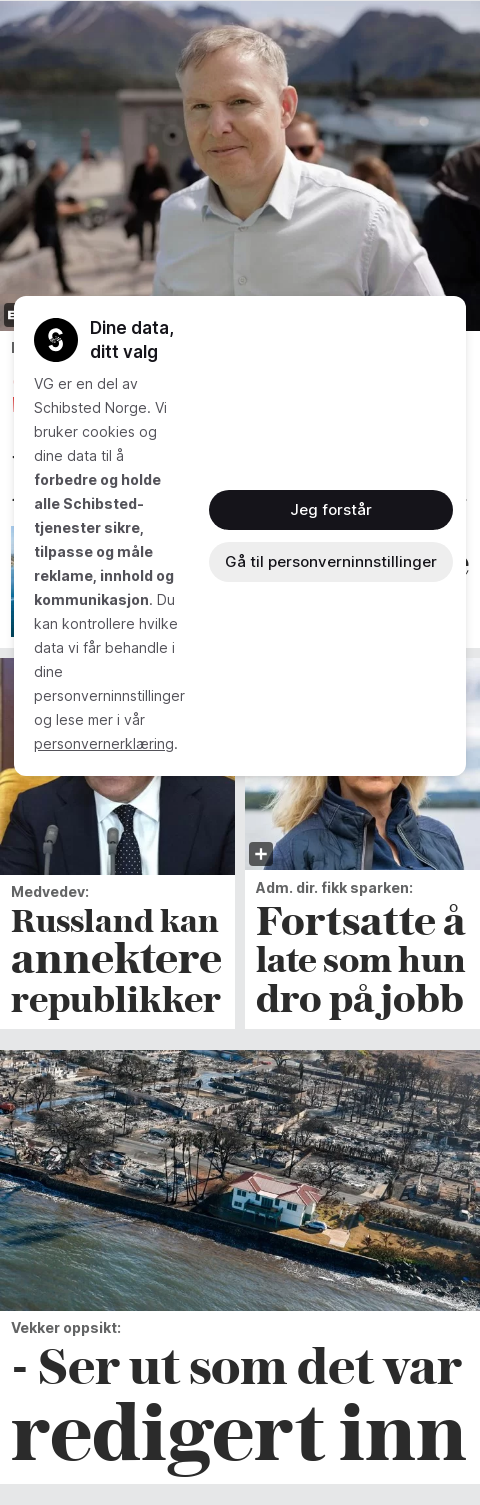 Dine data,
ditt valg
VG er en del av
Schibsted Norge. Vi
bruker cookies og
dine data til å
forbedre og holde
alle Schibsted-
tjenester sikre,
tilpasse og måle
reklame, innhold og
kommunikasjon. Du
kan kontrollere hvilke
data vi får behandle i
dine
personverninnstillinger
og lese mer i vår
personvernerklæring.
Jeg forstår
Gå til personverninnstillinger
Medvedev:
Russland kan
annektere
republikker
Adm. dir. fikk sparken:
Fortsatte å
late som hun
dro på jobb
Vekker oppsikt:
- Ser ut som det var
redigert inn